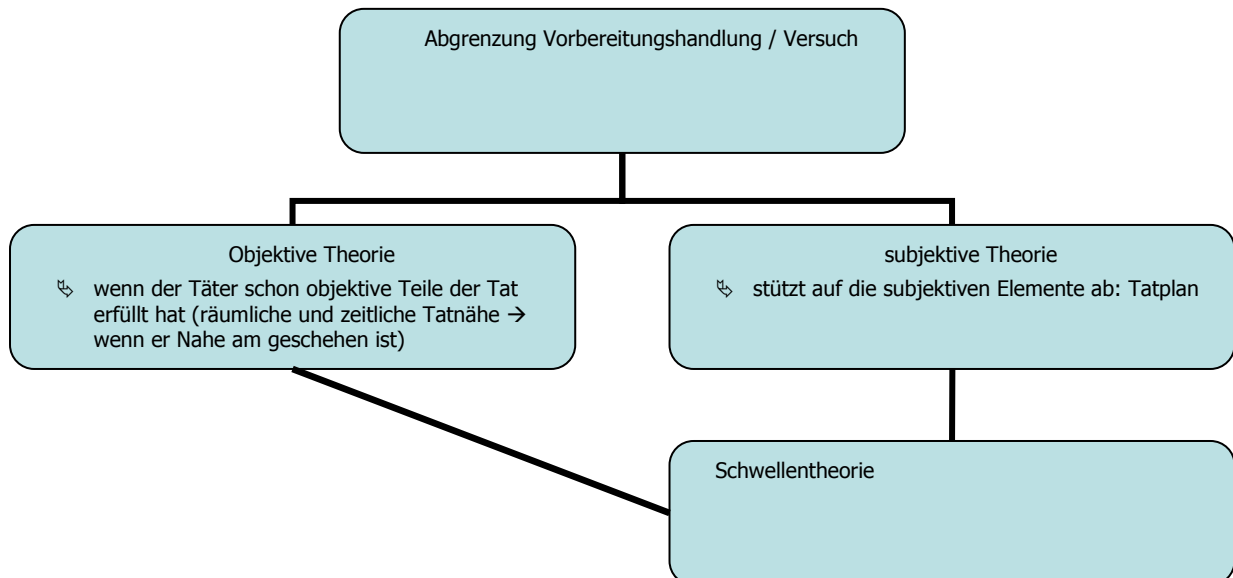 Abgrenzung Vorbereitungshandlung / Versuch
Objektive Theorie
↪ wenn der Täter schon objektive Teile der Tat
erfüllt hat (räumliche und zeitliche Tatnähe →
wenn er Nahe am geschehen ist)
subjektive Theorie
↪ stützt auf die subjektiven Elemente ab: Tatplan
Schwellentheorie